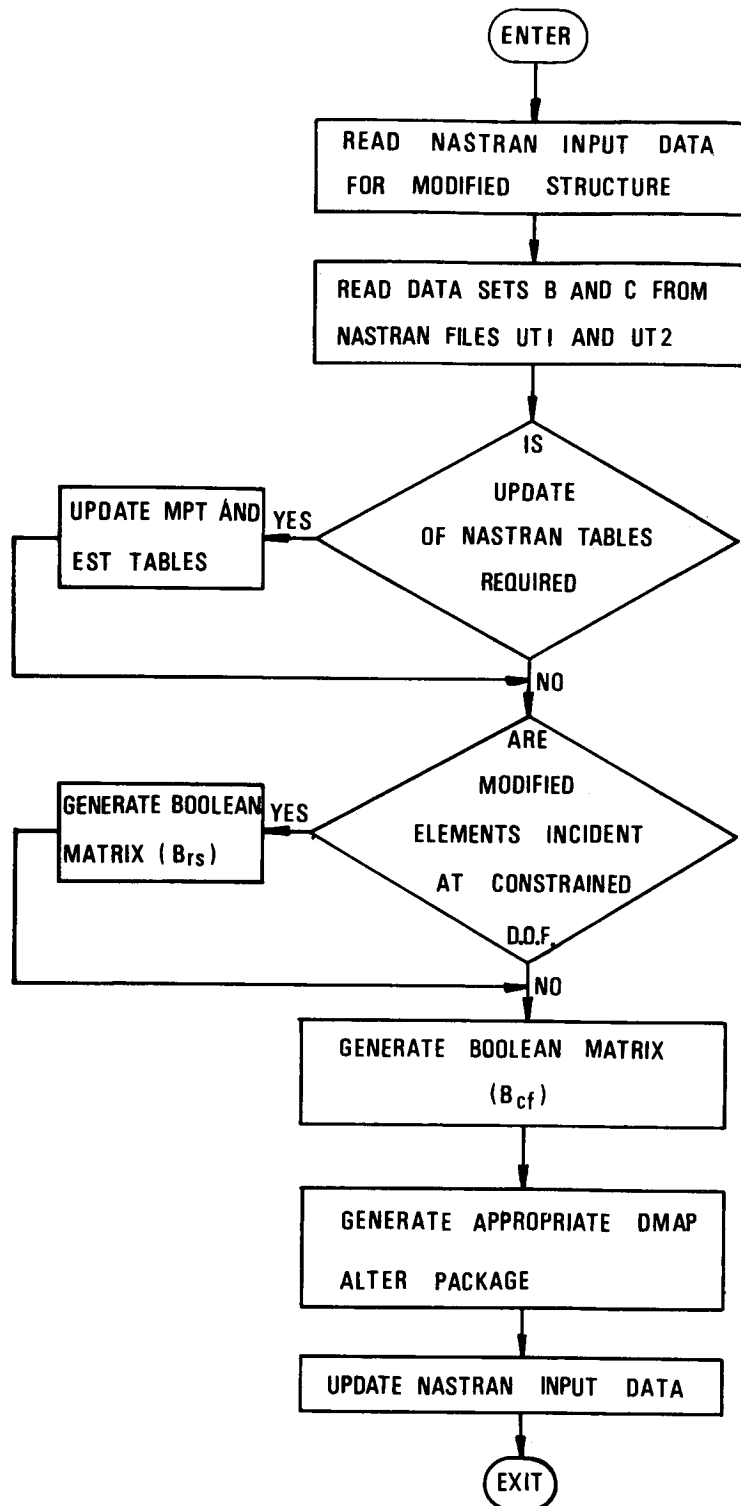 ENTER
READ NASTRAN INPUT DATA
FOR MODIFIED STRUCTURE
READ DATA SETS B AND C FROM
NASTRAN FILES UT1 AND UT2
IS
UPDATE
OF NASTRAN TABLES
REQUIRED
YES
UPDATE MPT AND
EST TABLES
NO
ARE
MODIFIED
ELEMENTS INCIDENT
AT CONSTRAINED
D.O.F.
YES
GENERATE BOOLEAN
MATRIX (Brs)
NO
GENERATE BOOLEAN MATRIX
(Bcf)
GENERATE APPROPRIATE DMAP
ALTER PACKAGE
UPDATE NASTRAN INPUT DATA
EXIT